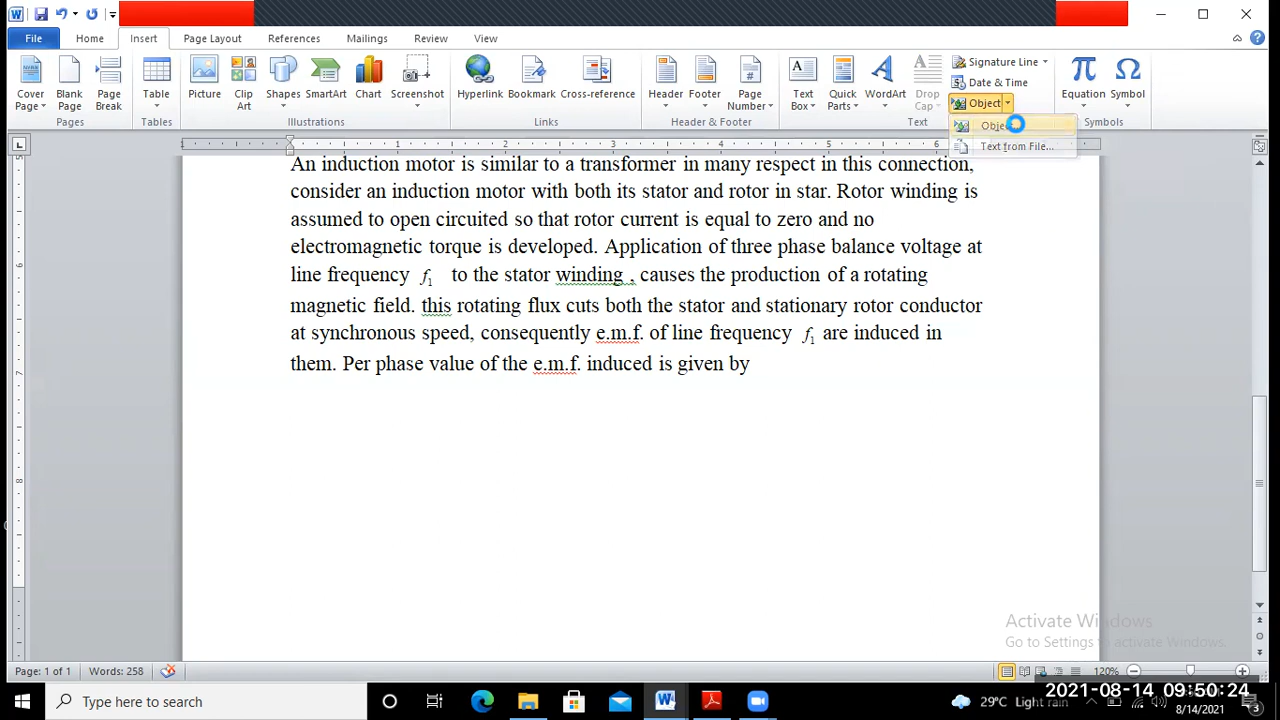 File Home Insert Page Layout References Mailings Review View
Cover Page Blank Page Page Break Table Picture Clip Art Shapes SmartArt Chart Screenshot Hyperlink Bookmark Cross-reference Header Footer Page Number Text Box Quick Parts WordArt Drop Cap Signature Line Date & Time Object Equation Symbol
Pages Tables Illustrations Links Header & Footer Text Symbols
Text from File...
An induction motor is similar to a transformer in many respect in this connection,
consider an induction motor with both its stator and rotor in star. Rotor winding is
assumed to open circuited so that rotor current is equal to zero and no
electromagnetic torque is developed. Application of three phase balance voltage at
line frequency f₁ to the stator winding , causes the production of a rotating
magnetic field. this rotating flux cuts both the stator and stationary rotor conductor
at synchronous speed, consequently e.m.f. of line frequency f₁ are induced in
them. Per phase value of the e.m.f. induced is given by
Activate Windows
Go to Settings to activate Windows.
Page: 1 of 1 Words: 258 120%
Type here to search 29°C Light rain
2021-08-14 09:50:24
8/14/2021